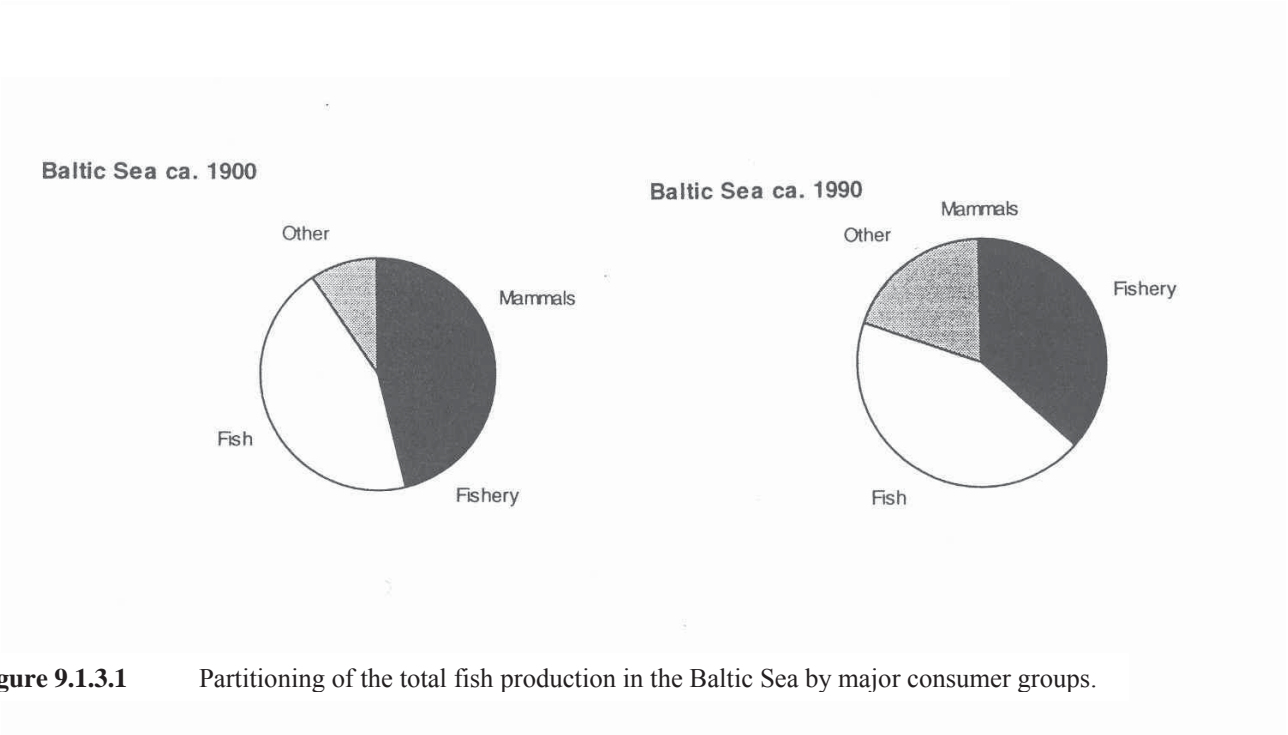 Baltic Sea ca. 1900
Other
Mammals
Fish
Fishery
Baltic Sea ca. 1990
Mammals
Other
Fishery
Fish
gure 9.1.3.1 Partitioning of the total fish production in the Baltic Sea by major consumer groups.